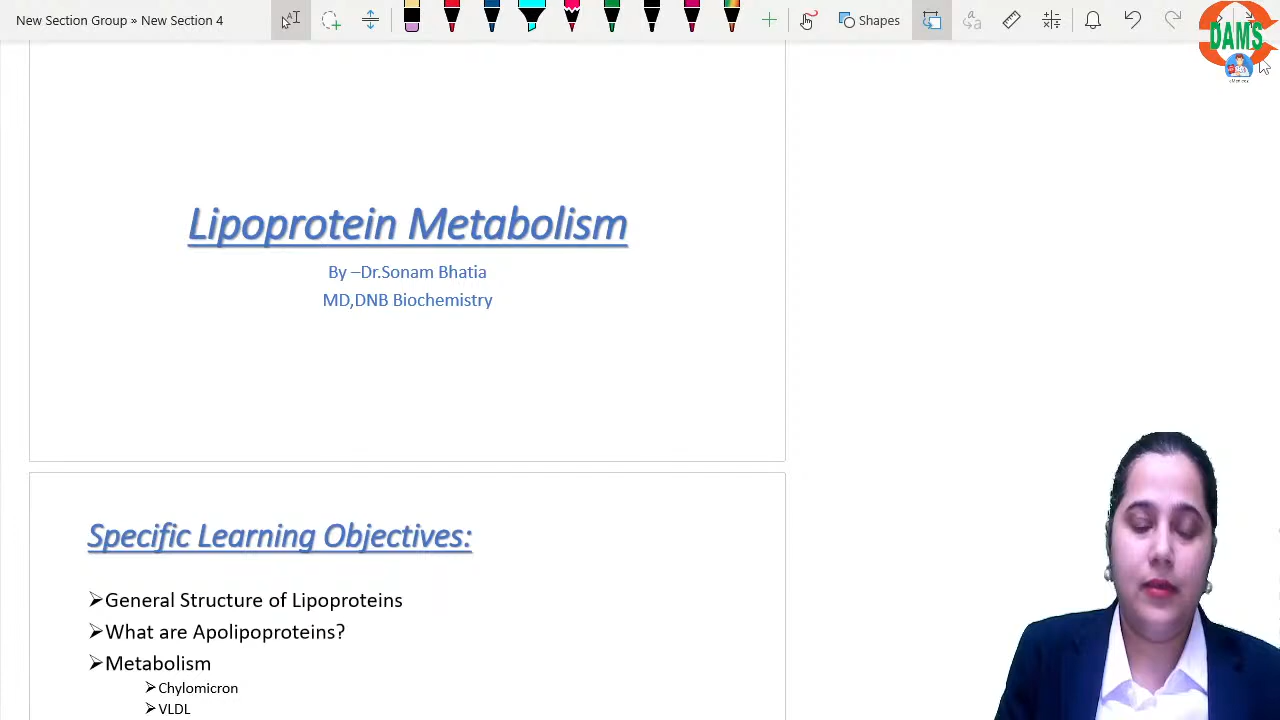 New Section Group » New Section 4
Shapes
DAMS
Lipoprotein Metabolism
By –Dr.Sonam Bhatia
MD,DNB Biochemistry
Specific Learning Objectives:
➢General Structure of Lipoproteins
➢What are Apolipoproteins?
➢Metabolism
➢Chylomicron
➢VLDL